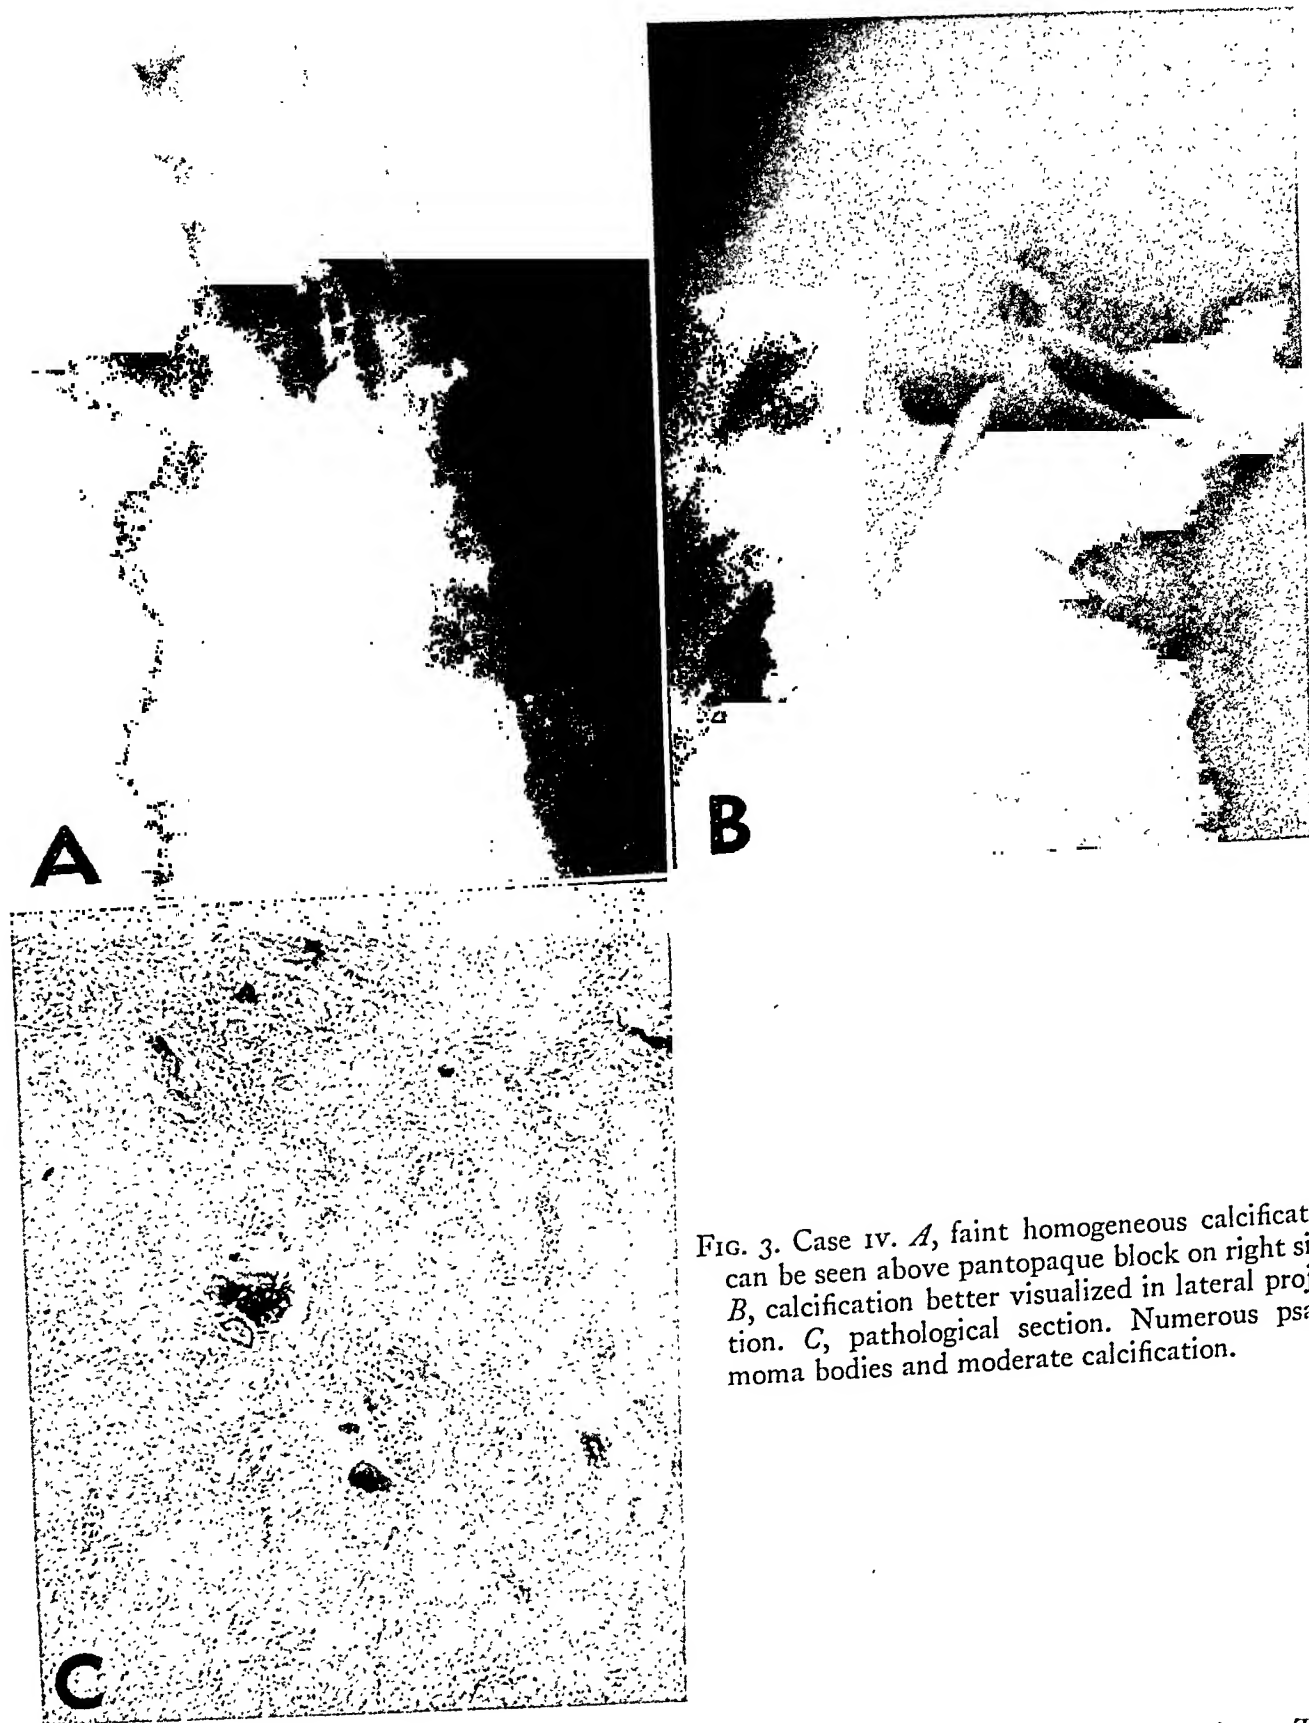 A
B
C
FIG. 3. Case IV. A, faint homogeneous calcificat
can be seen above pantopaque block on right si
B, calcification better visualized in lateral proj
tion. C, pathological section. Numerous psa
moma bodies and moderate calcification.
T